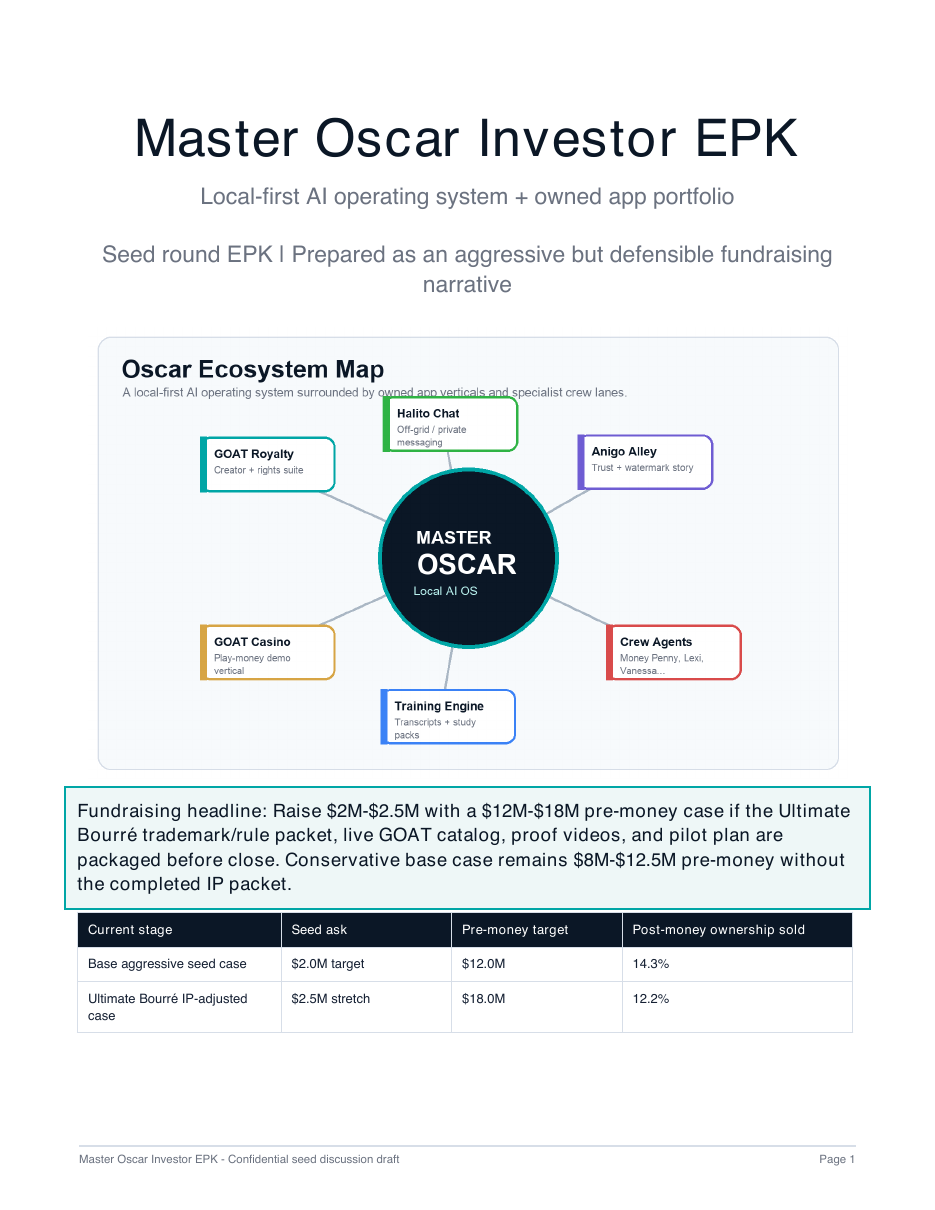 Master Oscar Investor EPK
Local-first AI operating system + owned app portfolio
Seed round EPK | Prepared as an aggressive but defensible fundraising
narrative
Oscar Ecosystem Map
A local-first AI operating system surrounded by owned app verticals and specialist crew lanes.
Halito Chat
Off-grid / private
messaging
GOAT Royalty
Creator + rights suite
Anigo Alley
Trust + watermark story
MASTER
OSCAR
Local AI OS
GOAT Casino
Play-money demo
vertical
Crew Agents
Money Penny, Lexi,
Vanessa...
Training Engine
Transcripts + study
packs
Fundraising headline: Raise $2M-$2.5M with a $12M-$18M pre-money case if the Ultimate
Bourré trademark/rule packet, live GOAT catalog, proof videos, and pilot plan are
packaged before close. Conservative base case remains $8M-$12.5M pre-money without
the completed IP packet.
Current stage Seed ask Pre-money target Post-money ownership sold
Base aggressive seed case $2.0M target $12.0M 14.3%
Ultimate Bourré IP-adjusted $2.5M stretch $18.0M 12.2%
case
Master Oscar Investor EPK - Confidential seed discussion draft Page 1